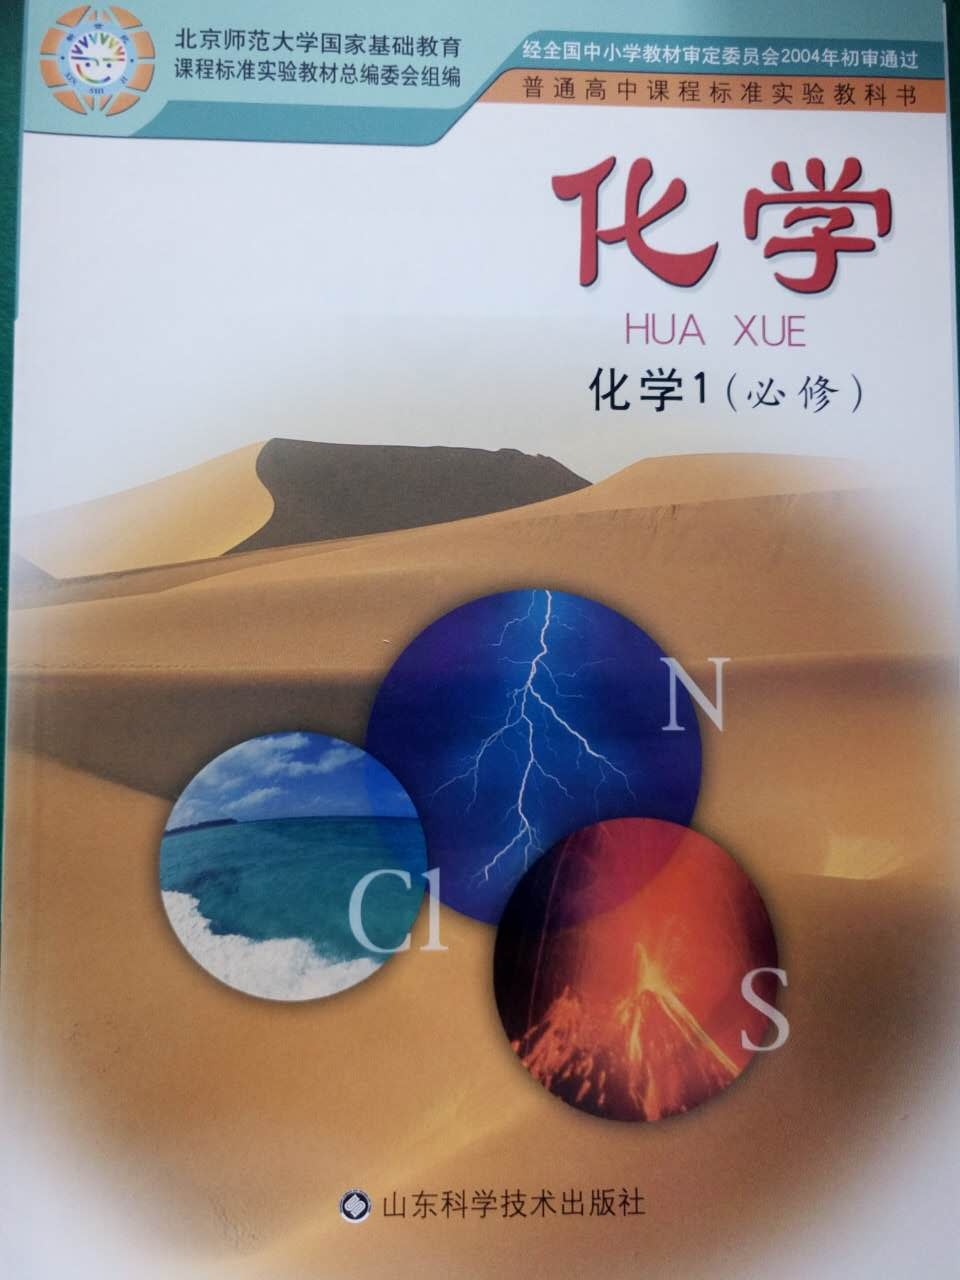 北京师范大学国家基础教育
课程标准实验教材总编委会组编
经全国中小学教材审定委员会2004年初审通过
普通高中课程标准实验教科书
化学
HUA XUE
化学1(必修)
N
Cl
S
山东科学技术出版社